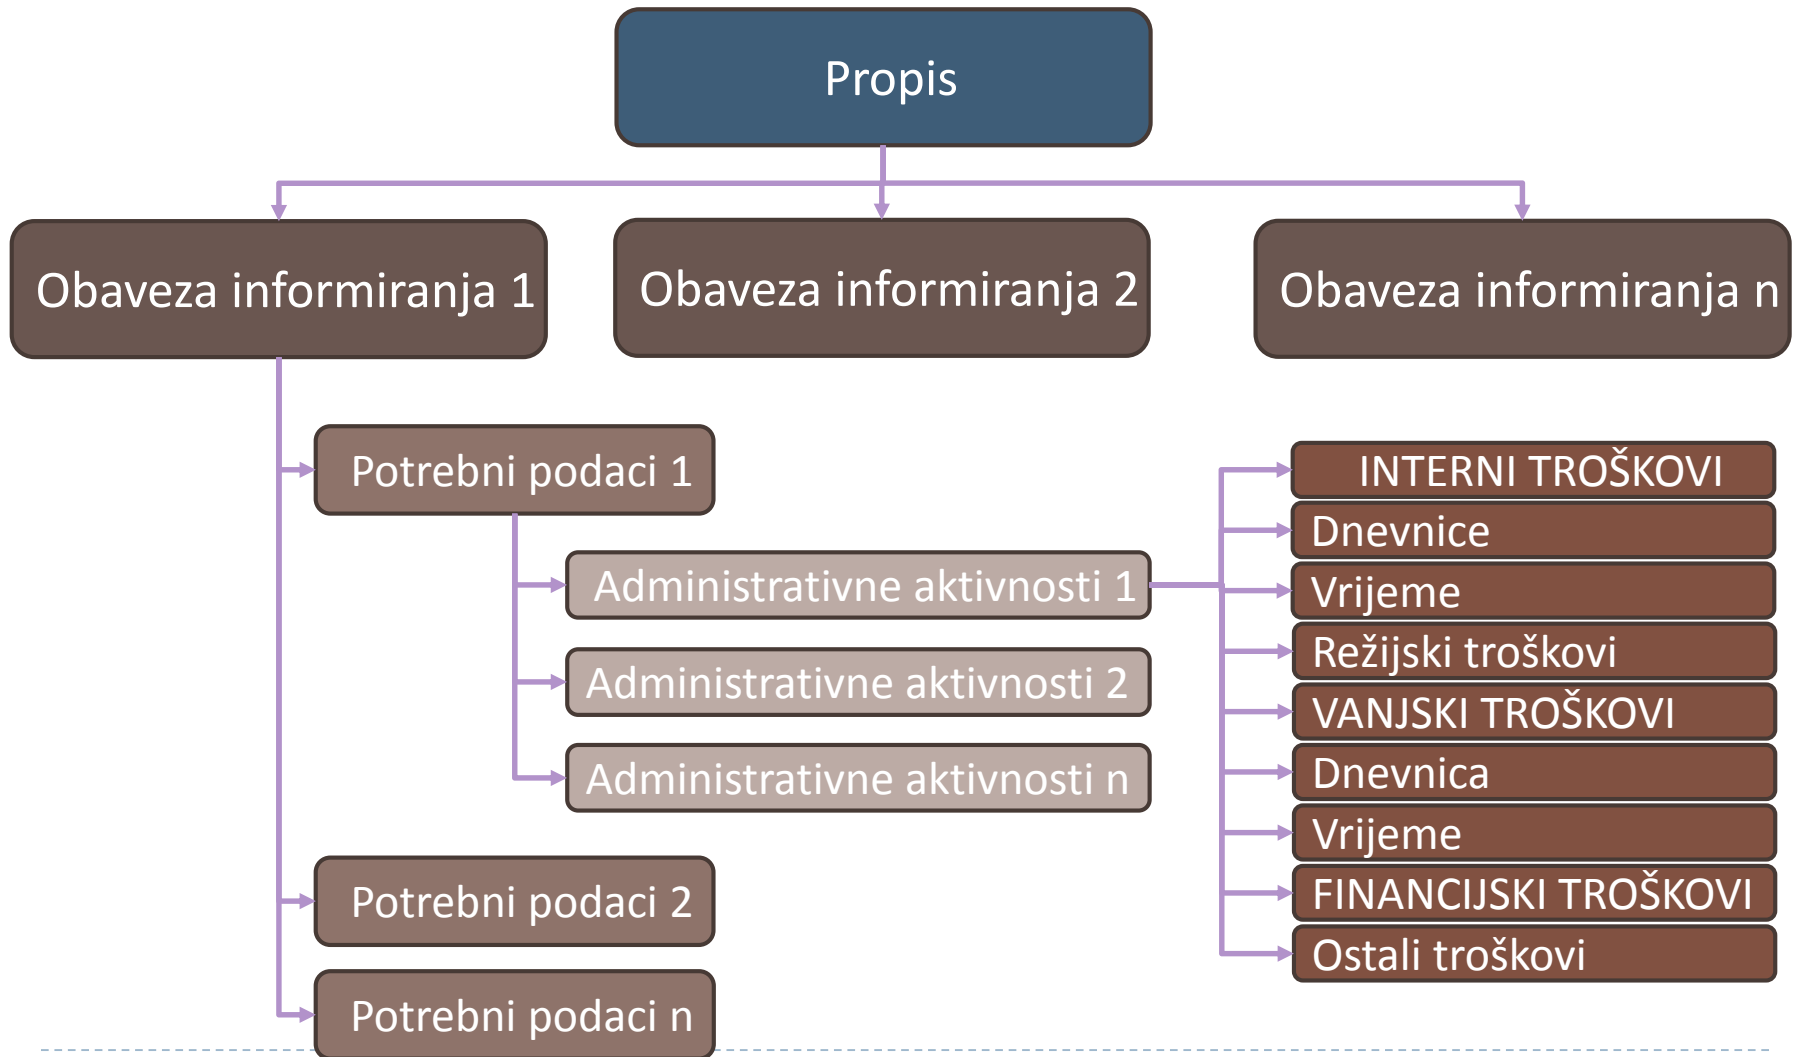 Propis
Obaveza informiranja 1
Obaveza informiranja 2
Obaveza informiranja n
Potrebni podaci 1
Administrativne aktivnosti 1
Administrativne aktivnosti 2
Administrativne aktivnosti n
Potrebni podaci 2
Potrebni podaci n
INTERNI TROŠKOVI
Dnevnice
Vrijeme
Režijski troškovi
VANJSKI TROŠKOVI
Dnevnica
Vrijeme
FINANCIJSKI TROŠKOVI
Ostali troškovi